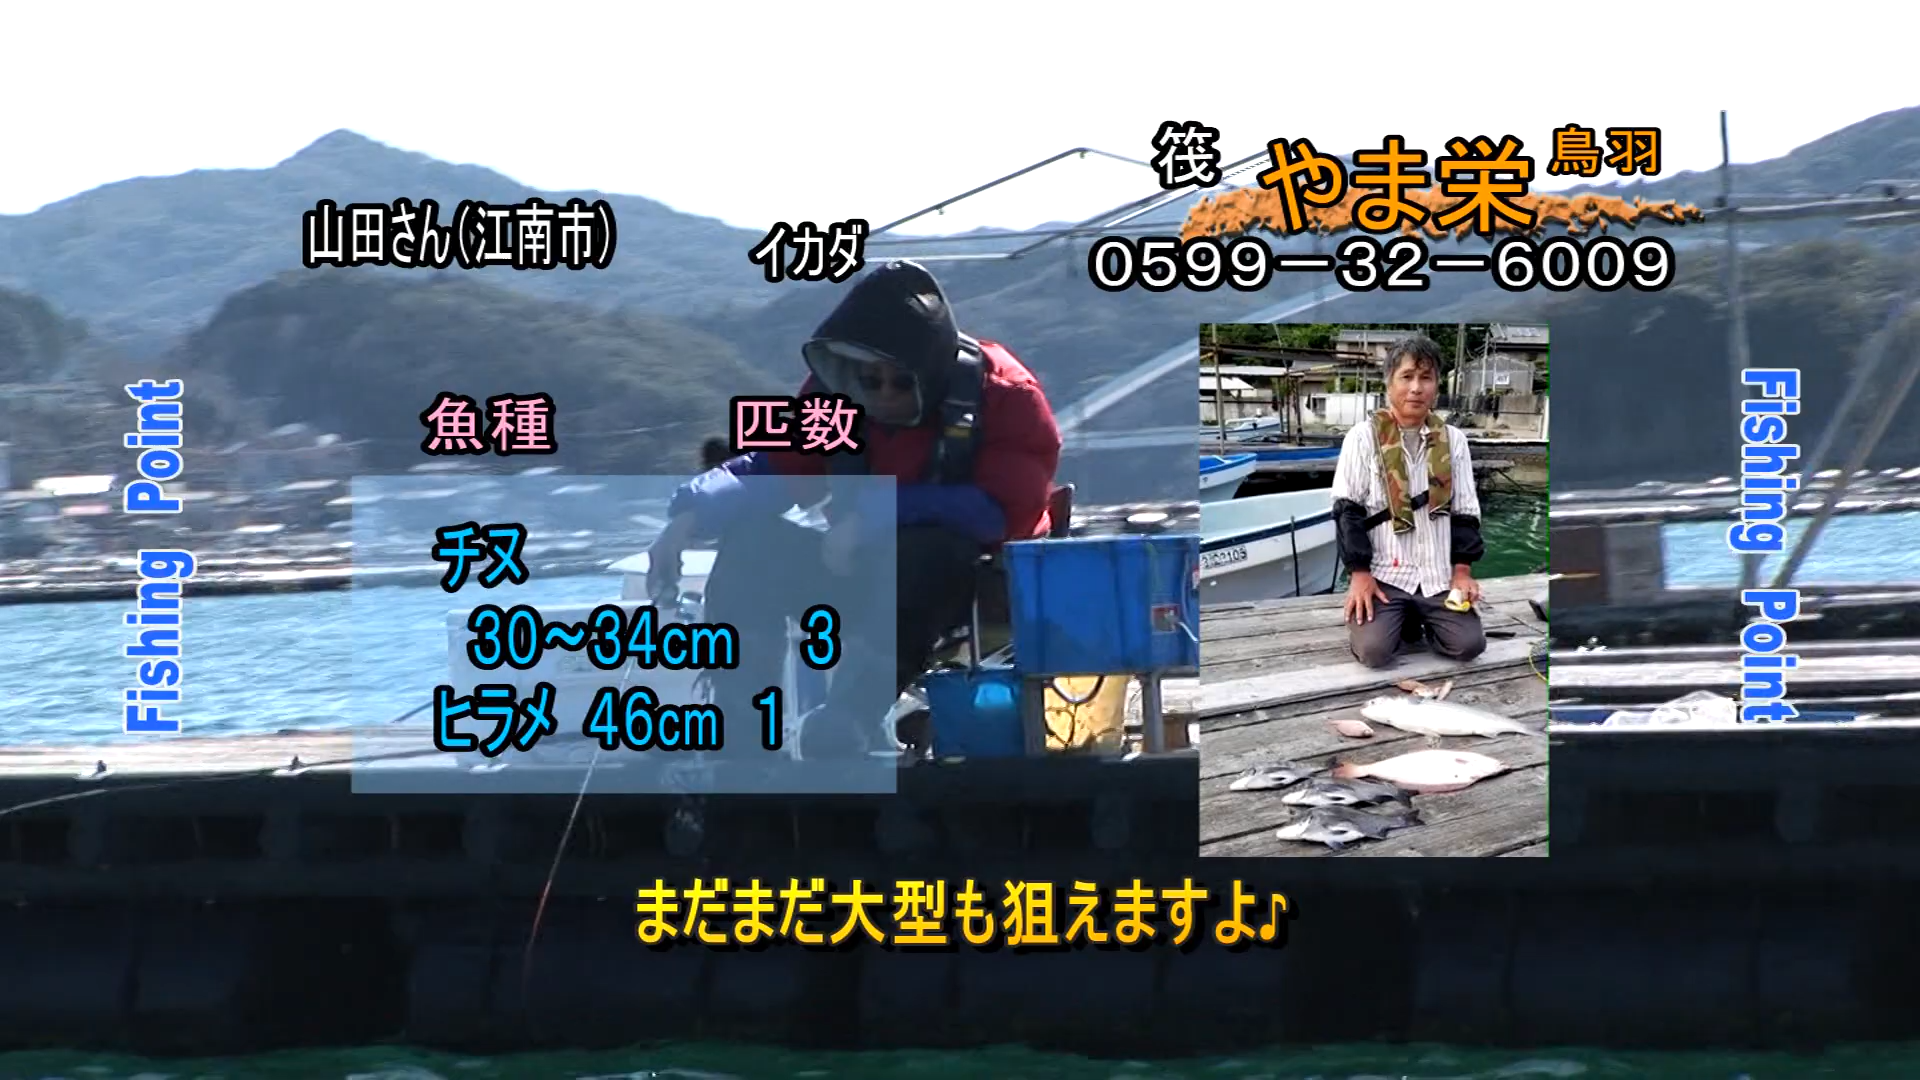 筏 やま栄 鳥羽
山田さん(江南市) イカダ
0599-32-6009
魚種 匹数
チヌ
30~34cm 3
ヒラメ 46cm 1
Fishing Point
Fishing Point
まだまだ大型も狙えますよ♪